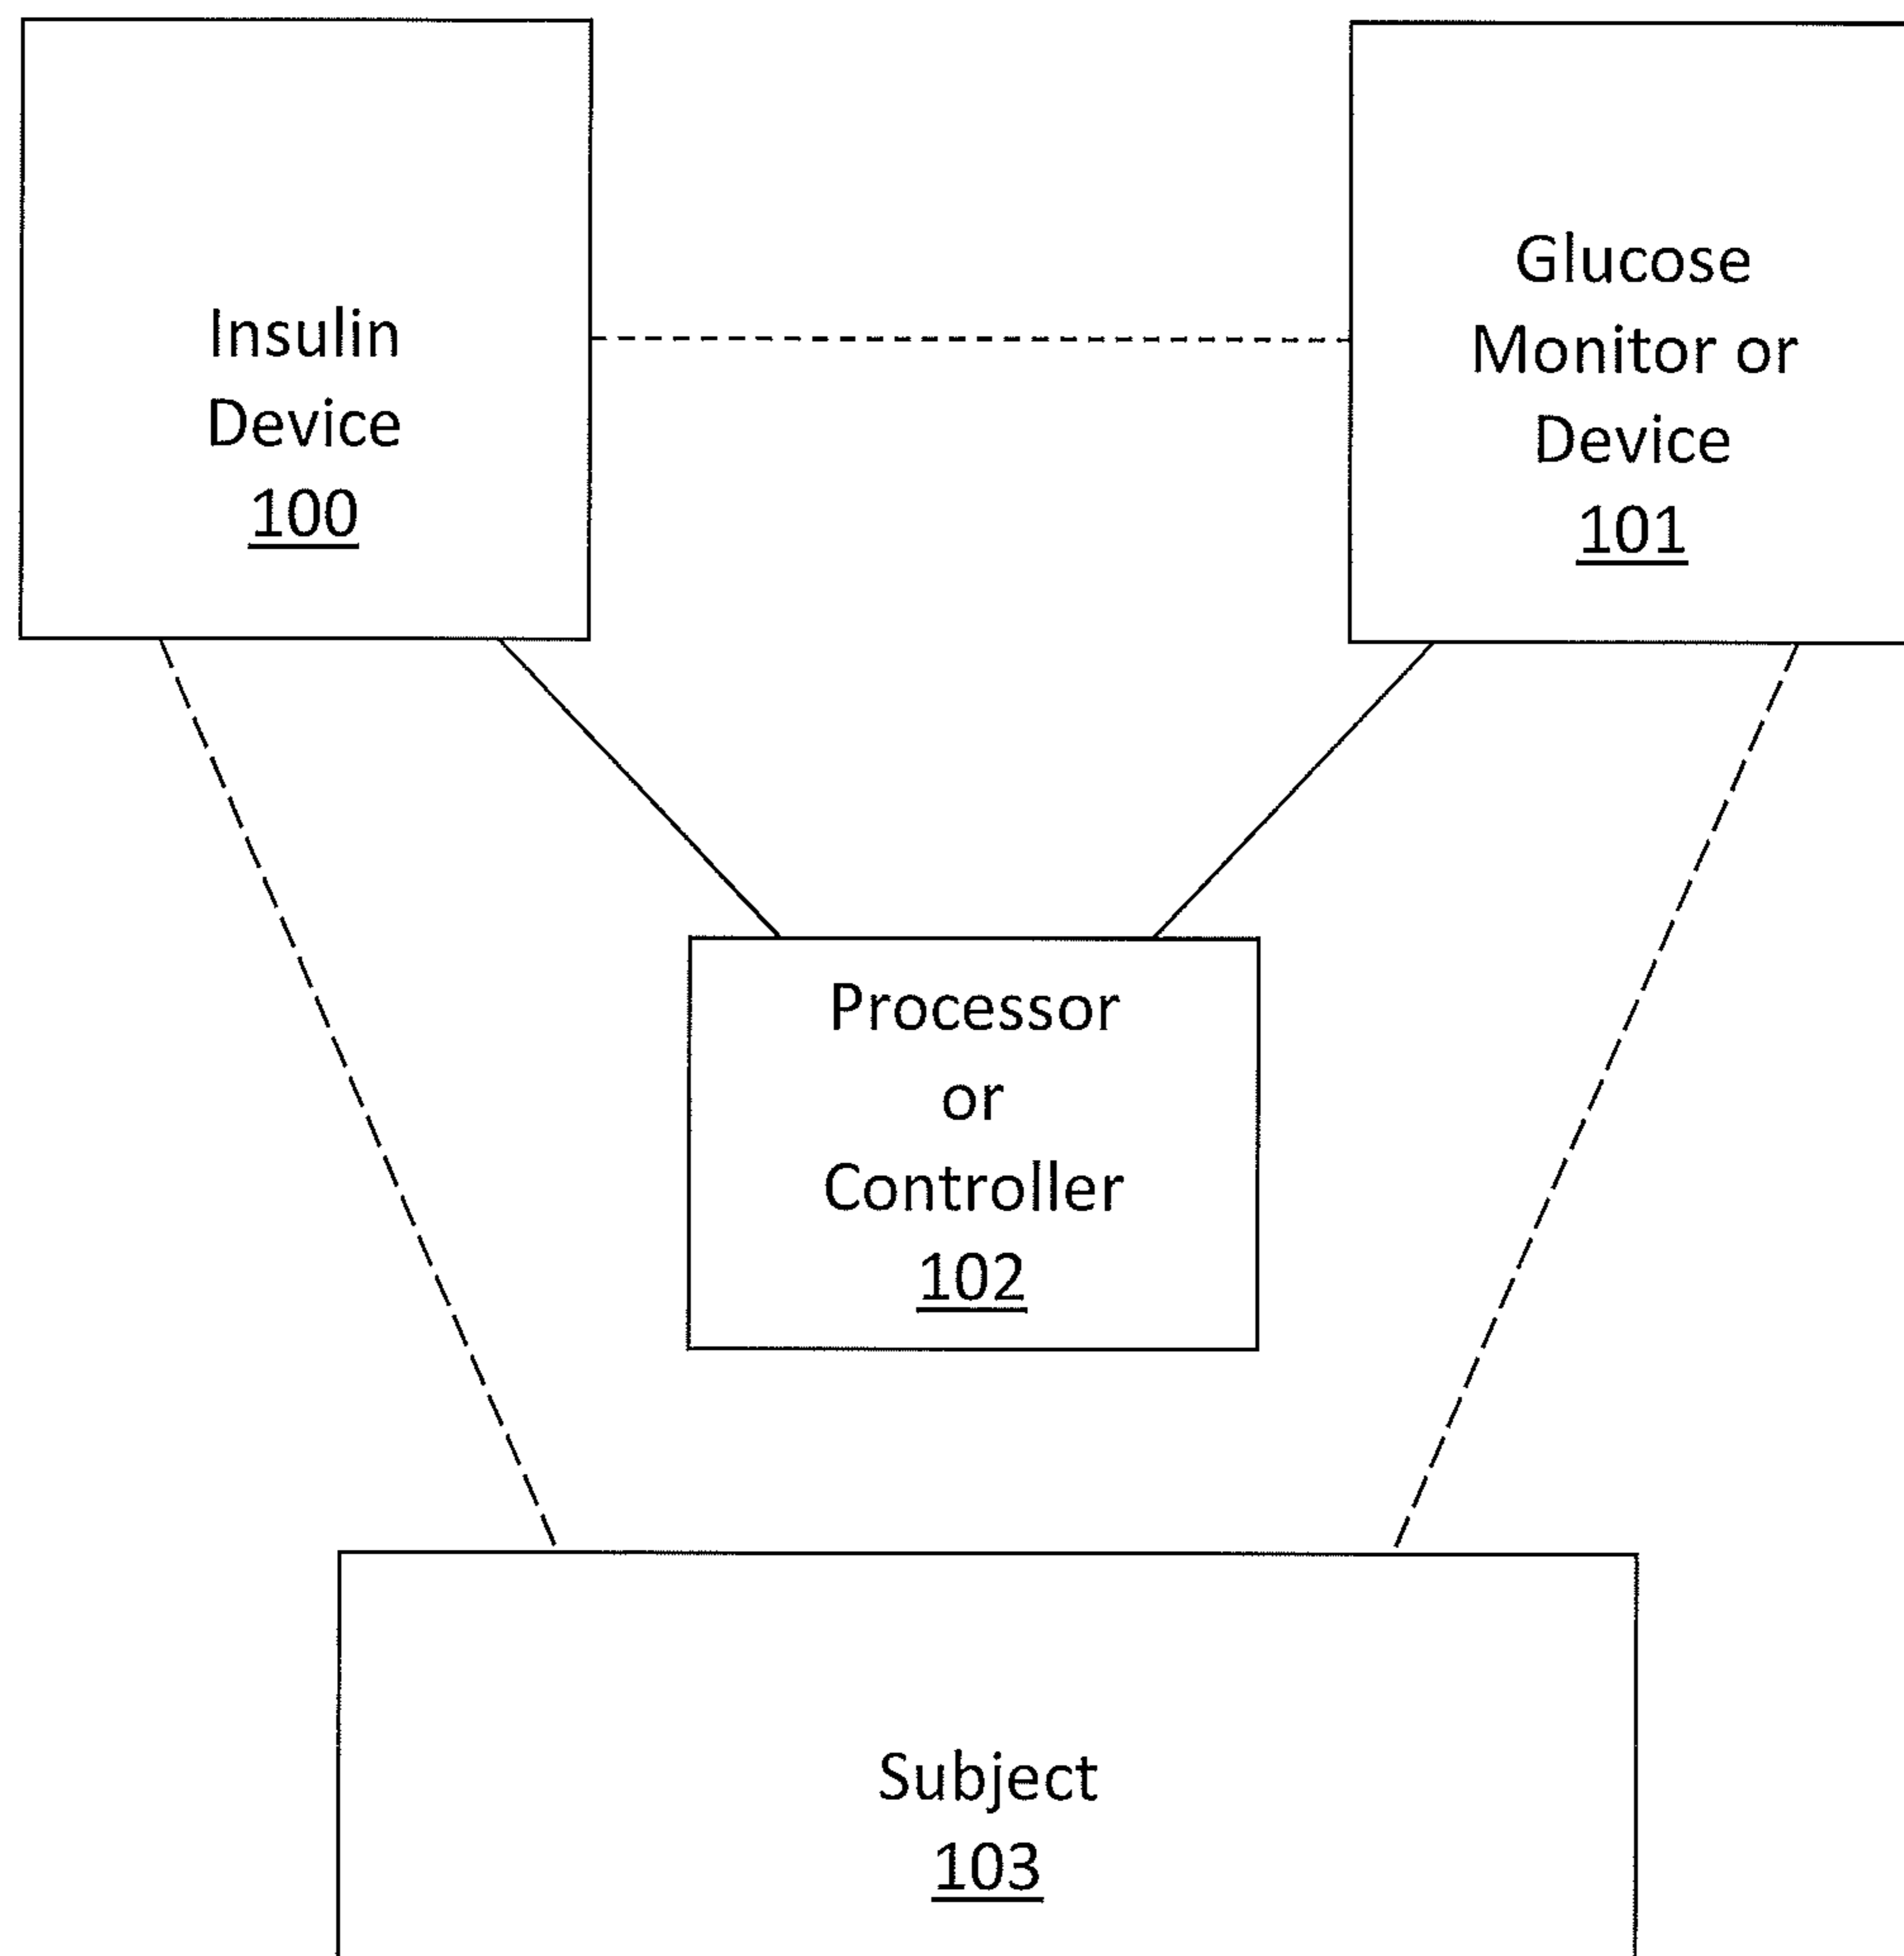 Insulin
Device
100
Glucose
Monitor or
Device
101
Processor
or
Controller
102
Subject
103